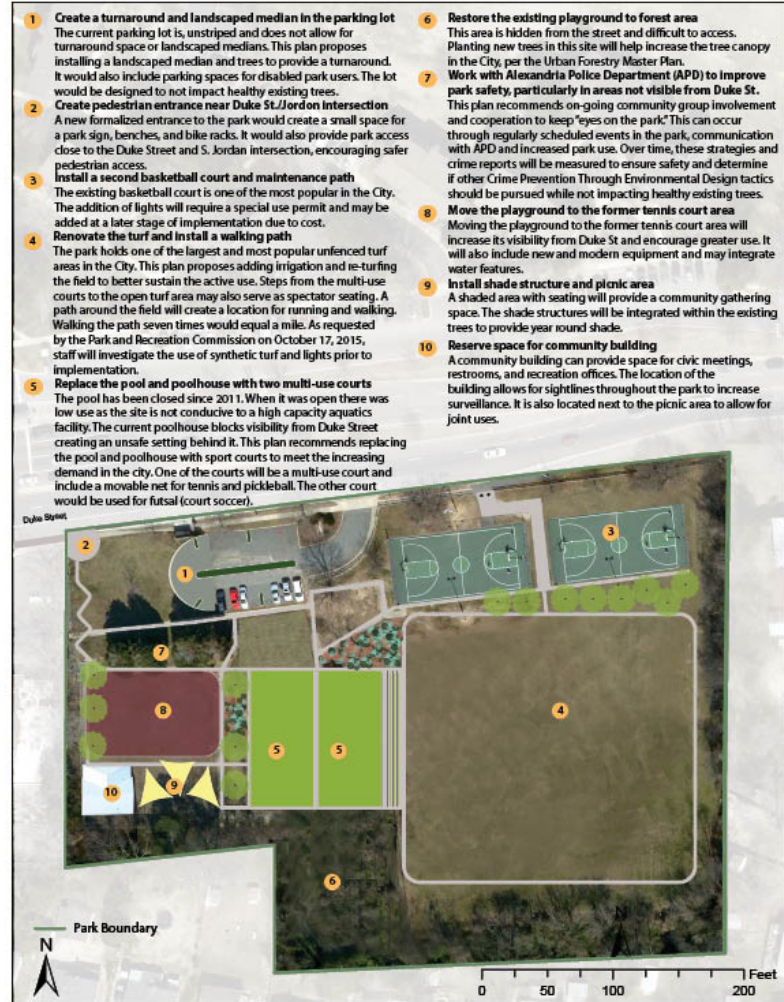 1 Create a turnaround and landscaped median in the parking lot
The current parking lot is, unstriped and does not allow for
turnaround space or landscaped medians. This plan proposes
installing a landscaped median and trees to provide a turnaround.
It would also include parking spaces for disabled park users. The lot
would be designed to not impact healthy existing trees.
2 Create pedestrian entrance near Duke St./Jordon intersection
A new formalized entrance to the park would create a small space for
a park sign, benches, and bike racks. It would also provide park access
close to the Duke Street and S. Jordan intersection, encouraging safer
pedestrian access.
3 Install a second basketball court and maintenance path
The existing basketball court is one of the most popular in the City.
The addition of lights will require a special use permit and may be
added at a later stage of implementation due to cost.
4 Renovate the turf and install a walking path
The park holds one of the largest and most popular unfenced turf
areas in the City. This plan proposes adding irrigation and re-turfing
the field to better sustain the active use. Steps from the multi-use
courts to the open turf area may also serve as spectator seating. A
path around the field will create a location for running and walking.
Walking the path seven times would equal a mile. As requested
by the Park and Recreation Commission on October 17, 2015,
staff will investigate the use of synthetic turf and lights prior to
implementation.
5 Replace the pool and poolhouse with two multi-use courts
The pool has been closed since 2011. When it was open there was
low use as the site is not conducive to a high capacity aquatics
facility. The current poolhouse blocks visibility from Duke Street
creating an unsafe setting behind it. This plan recommends replacing
the pool and poolhouse with sport courts to meet the increasing
demand in the city. One of the courts will be a multi-use court and
include a movable net for tennis and pickleball. The other court
would be used for futsal (court soccer).
6 Restore the existing playground to forest area
This area is hidden from the street and difficult to access.
Planting new trees in this site will help increase the tree canopy
in the City, per the Urban Forestry Master Plan.
7 Work with Alexandria Police Department (APD) to improve
park safety, particularly in areas not visible from Duke St.
This plan recommends on-going community group involvement
and cooperation to keep "eyes on the park." This can occur
through regularly scheduled events in the park, communication
with APD and increased park use. Over time, these strategies and
crime reports will be measured to ensure safety and determine
if other Crime Prevention Through Environmental Design tactics
should be pursued while not impacting healthy existing trees.
8 Move the playground to the former tennis court area
Moving the playground to the former tennis court area will
increase its visibility from Duke St and encourage greater use. It
will also include new and modern equipment and may integrate
water features.
9 Install shade structure and picnic area
A shaded area with seating will provide a community gathering
space. The shade structures will be integrated within the existing
trees to provide year round shade.
10 Reserve space for community building
A community building can provide space for civic meetings,
restrooms, and recreation offices. The location of the
building allows for sightlines throughout the park to increase
surveillance. It is also located next to the picnic area to allow for
joint uses.
Duke Street
2
1
3
7
8
4
5
5
9
10
6
Park Boundary
N
Feet
0 50 100 200